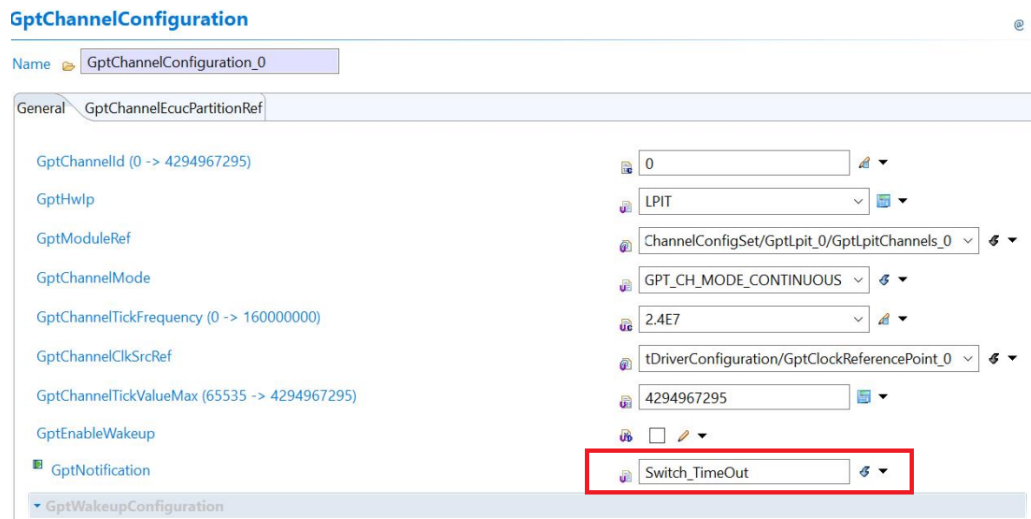 GptChannelConfiguration
@
Name GptChannelConfiguration_0
General GptChannelEcucPartitionRef
GptChannelId (0 -> 4294967295) 0
GptHwIp LPIT
GptModuleRef ChannelConfigSet/GptLpit_0/GptLpitChannels_0
GptChannelMode GPT_CH_MODE_CONTINUOUS
GptChannelTickFrequency (0 -> 160000000) 2.4E7
GptChannelClkSrcRef tDriverConfiguration/GptClockReferencePoint_0
GptChannelTickValueMax (65535 -> 4294967295) 4294967295
GptEnableWakeup
GptNotification Switch_TimeOut
GptWakeupConfiguration